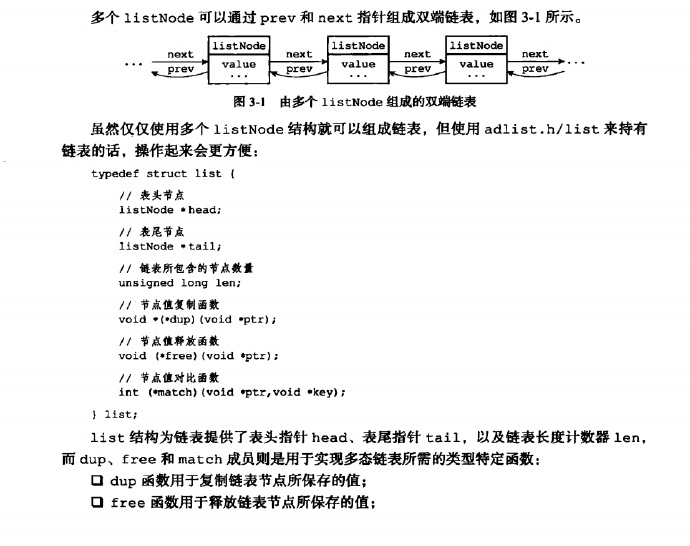 多个 listNode 可以通过 prev 和 next 指针组成双端链表，如图 3-1 所示。
listNode listNode listNode
next next next next
... value value value ...
prev ... prev ... prev ... prev
图 3-1 由多个 listNode 组成的双端链表
虽然仅仅使用多个 listNode 结构就可以组成链表，但使用 adlist.h/list 来持有
链表的话，操作起来会更方便：
typedef struct list {
// 表头节点
listNode *head;
// 表尾节点
listNode *tail;
// 链表所包含的节点数量
unsigned long len;
// 节点值复制函数
void *(*dup)(void *ptr);
// 节点值释放函数
void (*free)(void *ptr);
// 节点值对比函数
int (*match)(void *ptr,void *key);
} list;
list 结构为链表提供了表头指针 head、表尾指针 tail，以及链表长度计数器 len，
而 dup、free 和 match 成员则是用于实现多态链表所需的类型特定函数：
❏ dup 函数用于复制链表节点所保存的值；
❏ free 函数用于释放链表节点所保存的值；